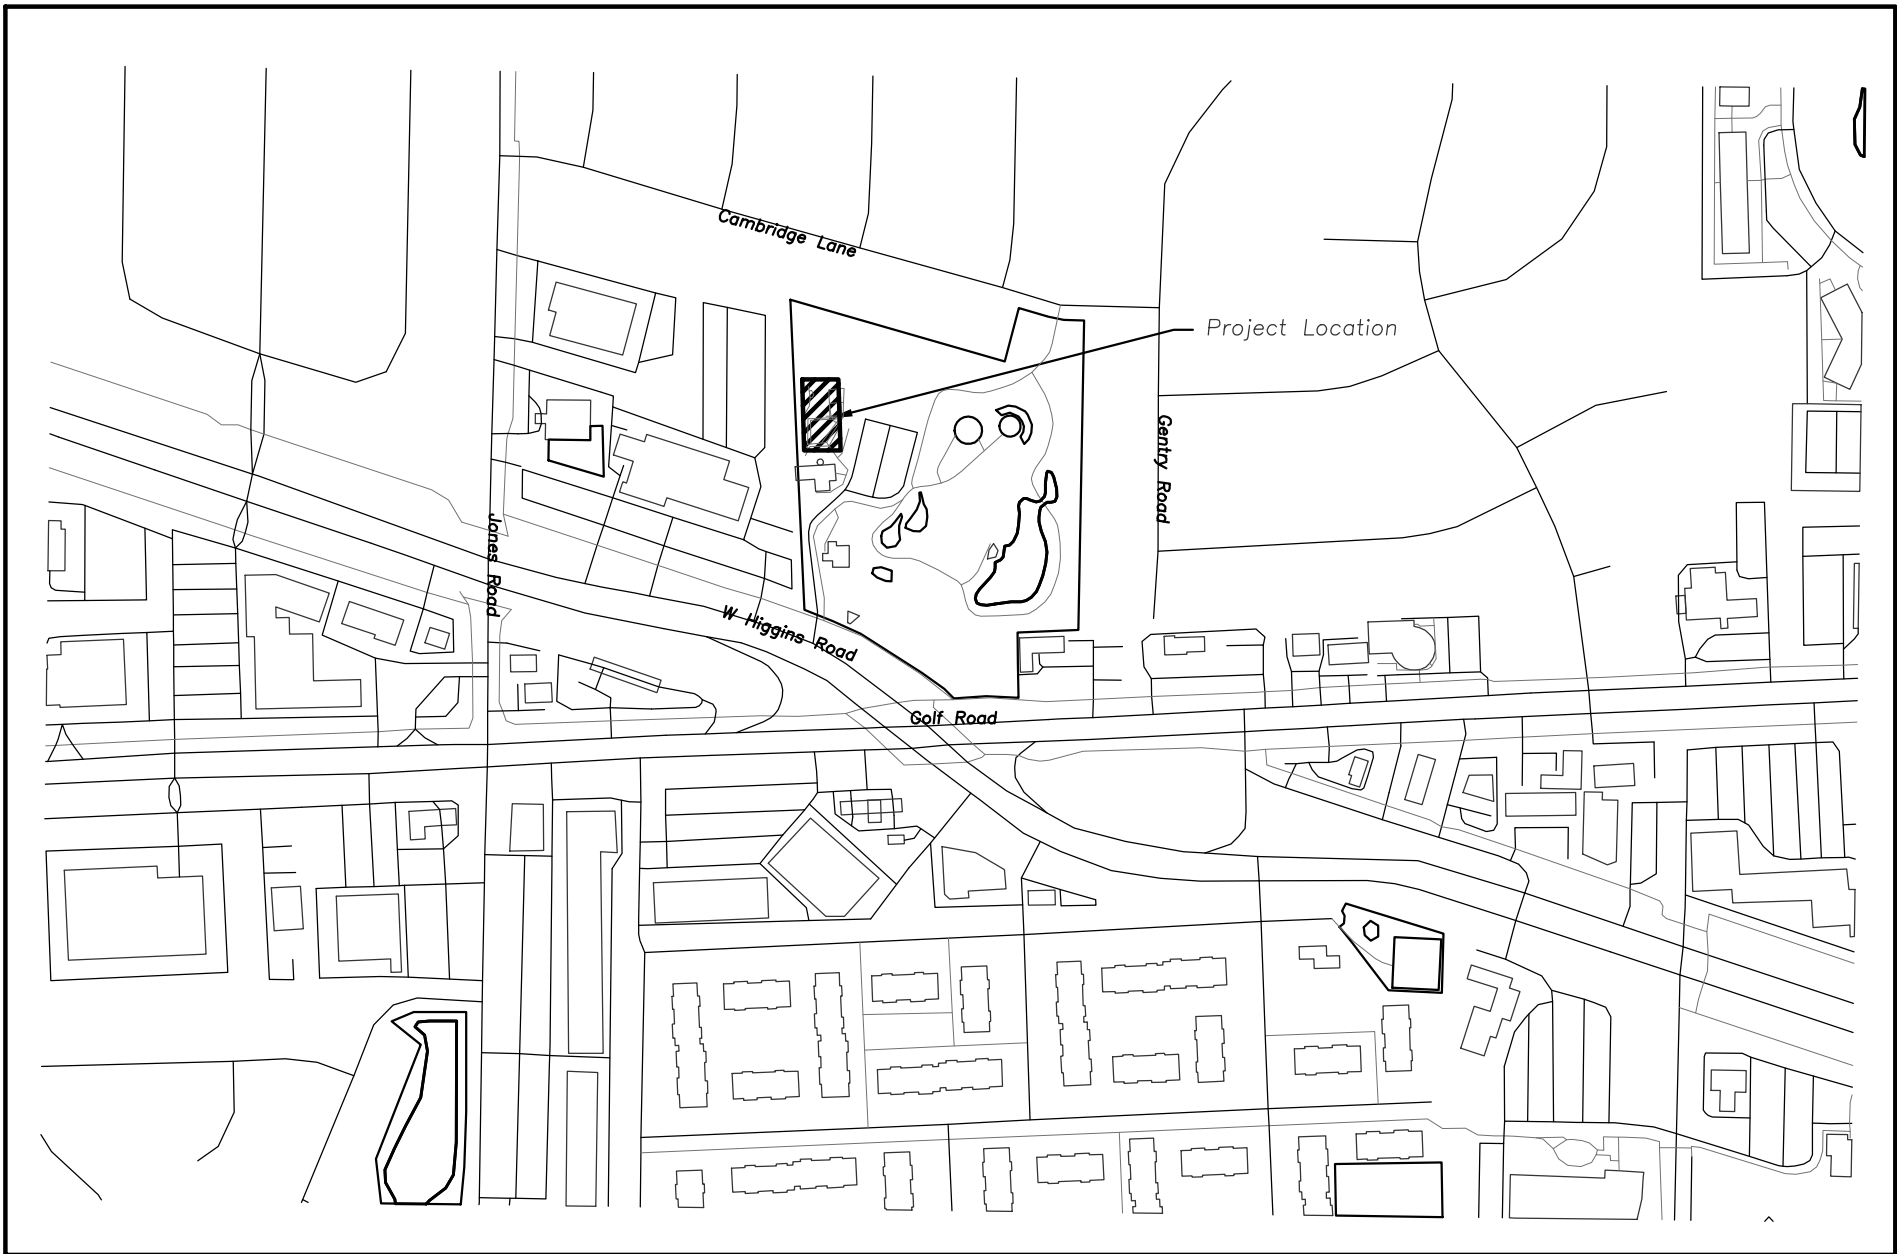 Cambridge Lane
Project Location
Gentry Road
Jones Road
W Higgins Road
Golf Road